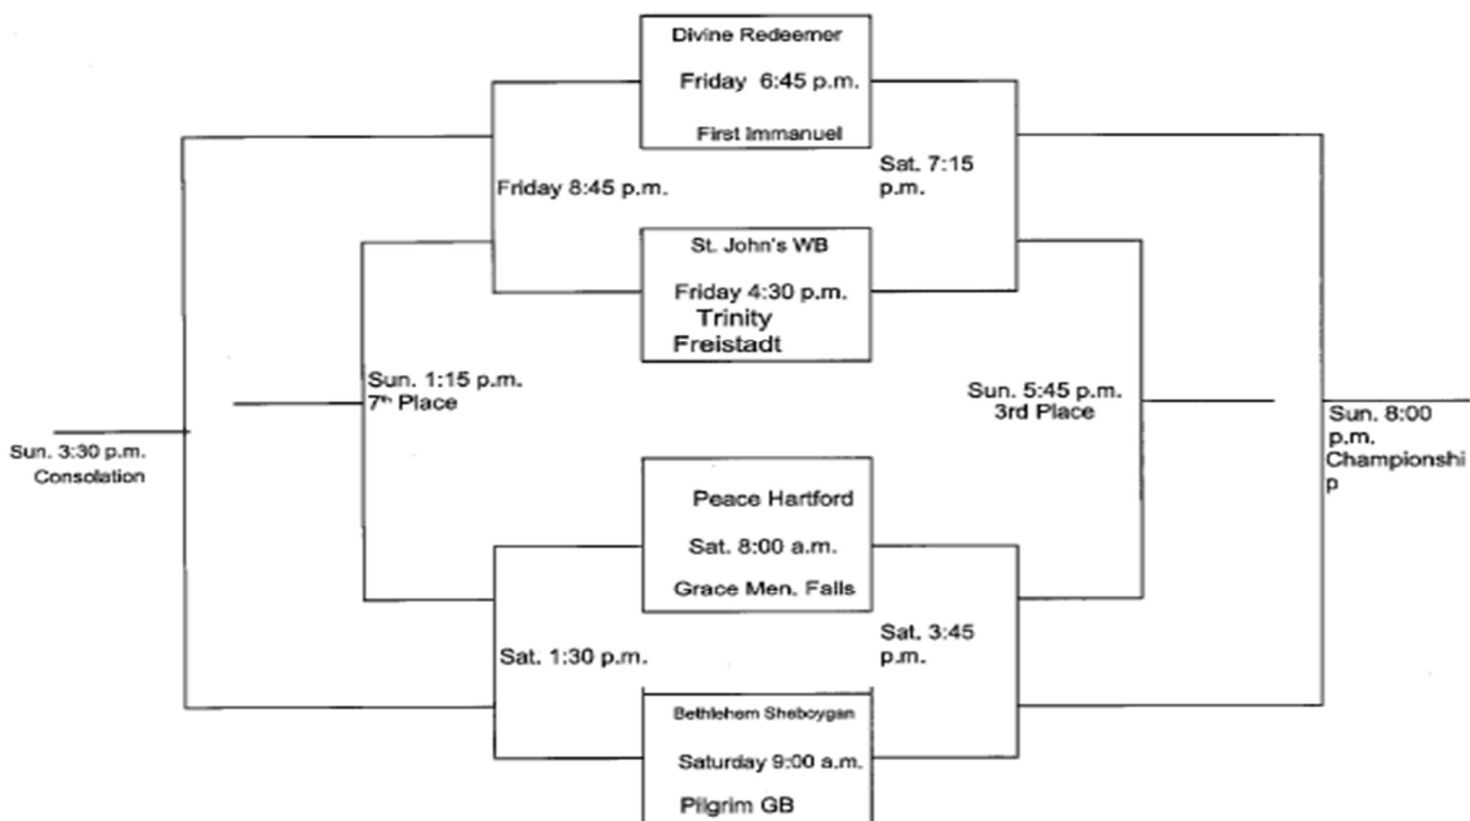 Divine Redeemer
Friday 6:45 p.m.
First Immanuel
Friday 8:45 p.m.
Sat. 7:15
p.m.
St. John's WB
Friday 4:30 p.m.
Trinity
Freistadt
Sun. 1:15 p.m.
7th Place
Sun. 5:45 p.m.
3rd Place
Sun. 3:30 p.m.
Consolation
Sun. 8:00
p.m.
Championshi
p
Peace Hartford
Sat. 8:00 a.m.
Grace Men. Falls
Sat. 1:30 p.m.
Sat. 3:45
p.m.
Bethlehem Sheboygan
Saturday 9:00 a.m.
Pilgrim GB